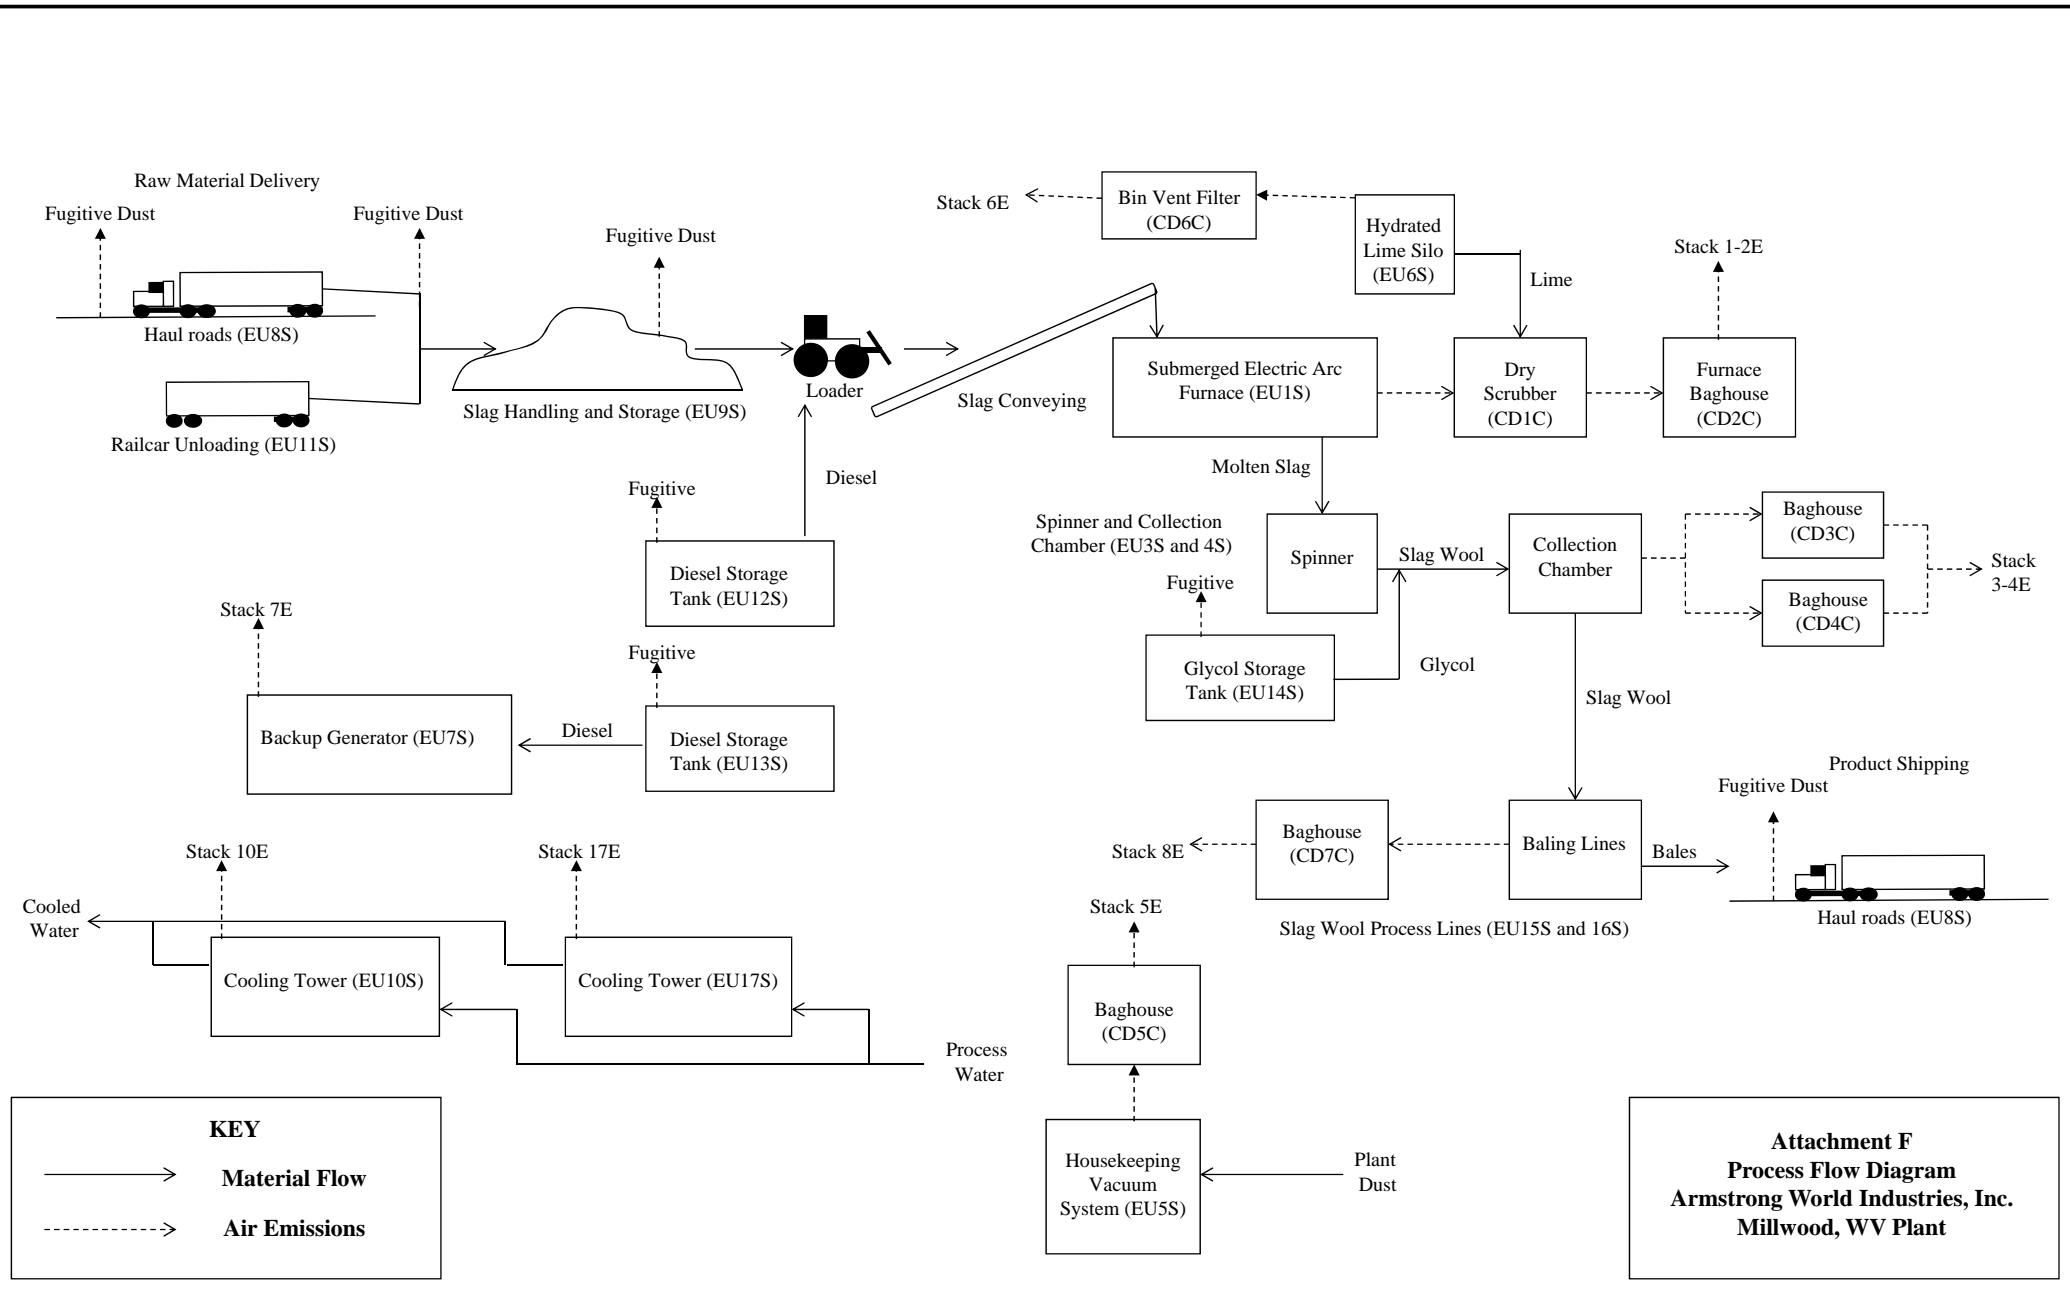 Raw Material Delivery
Fugitive Dust
Fugitive Dust
Haul roads (EU8S)
Railcar Unloading (EU11S)
Fugitive Dust
Slag Handling and Storage (EU9S)
Loader
Slag Conveying
Stack 6E
Bin Vent Filter
(CD6C)
Hydrated
Lime Silo
(EU6S)
Lime
Stack 1-2E
Submerged Electric Arc
Furnace (EU1S)
Dry
Scrubber
(CD1C)
Furnace
Baghouse
(CD2C)
Molten Slag
Diesel
Fugitive
Diesel Storage
Tank (EU12S)
Spinner and Collection
Chamber (EU3S and 4S)
Spinner
Slag Wool
Collection
Chamber
Baghouse
(CD3C)
Baghouse
(CD4C)
Stack
3-4E
Fugitive
Glycol Storage
Tank (EU14S)
Glycol
Slag Wool
Stack 7E
Backup Generator (EU7S)
Diesel
Fugitive
Diesel Storage
Tank (EU13S)
Product Shipping
Fugitive Dust
Stack 8E
Baghouse
(CD7C)
Baling Lines
Bales
Haul roads (EU8S)
Slag Wool Process Lines (EU15S and 16S)
Stack 10E
Stack 17E
Cooled
Water
Cooling Tower (EU10S)
Cooling Tower (EU17S)
Process
Water
Stack 5E
Baghouse
(CD5C)
Housekeeping
Vacuum
System (EU5S)
Plant
Dust
KEY
Material Flow
Air Emissions
Attachment F
Process Flow Diagram
Armstrong World Industries, Inc.
Millwood, WV Plant